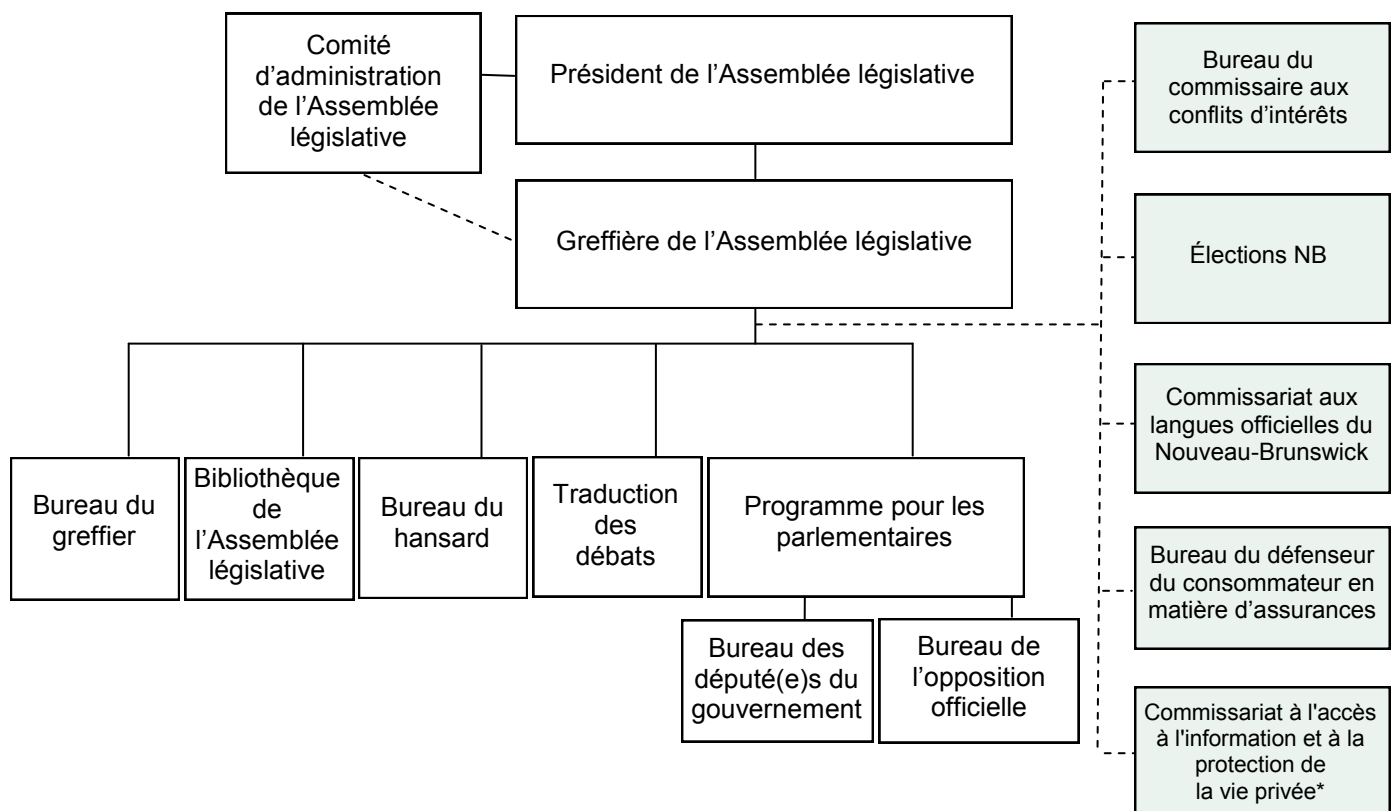 Comité
d’administration
de l’Assemblée
législative
Président de l’Assemblée législative
Greffière de l’Assemblée législative
Bureau du
greffier
Bibliothèque
de
l’Assemblée
législative
Bureau du
hansard
Traduction
des
débats
Programme pour les
parlementaires
Bureau des
député(e)s du
gouvernement
Bureau de
l’opposition
officielle
Bureau du
commissaire aux
conflits d’intérêts
Élections NB
Commissariat aux
langues officielles du
Nouveau-Brunswick
Bureau du défenseur
du consommateur en
matière d’assurances
Commissariat à l'accès
à l'information et à la
protection de
la vie privée*